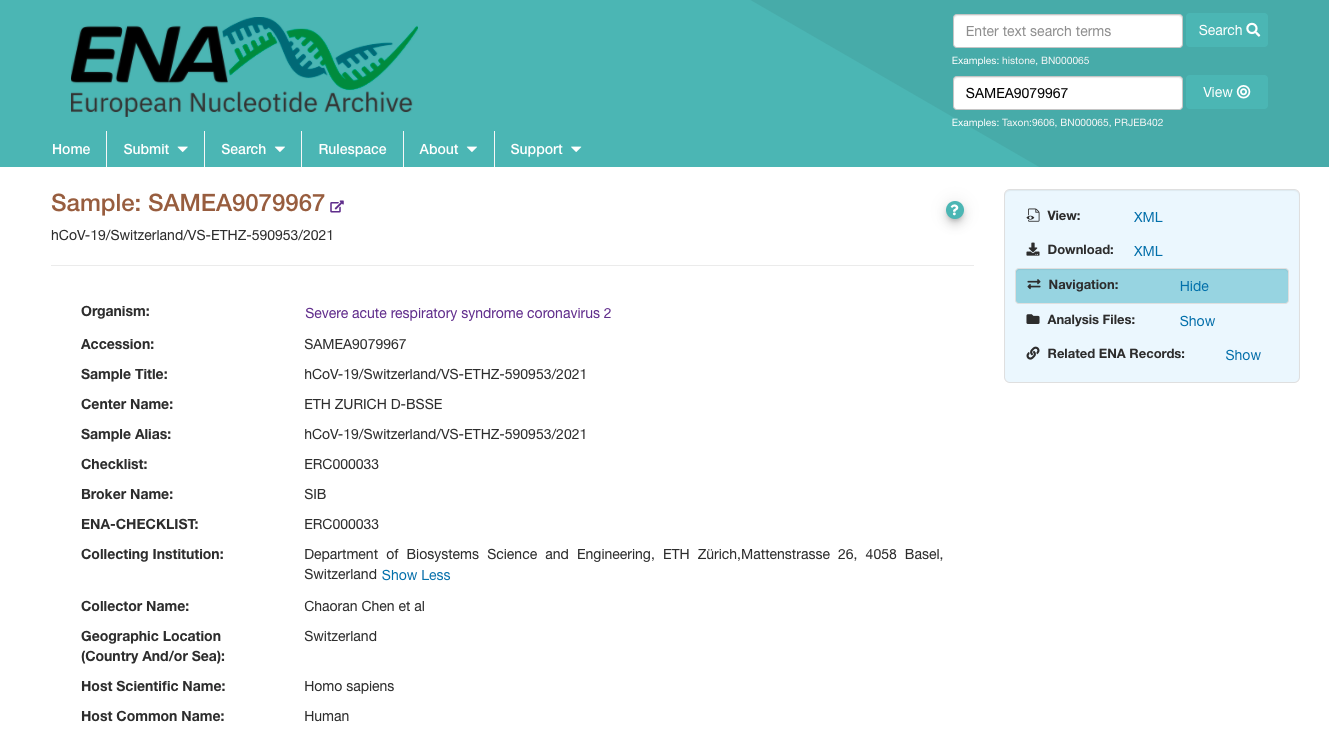 ENA
European Nucleotide Archive
Enter text search terms
Search
Examples: histone, BN000065
SAMEA9079967
View
Examples: Taxon:9606, BN000065, PRJEB402
Home Submit Search Rulespace About Support
Sample: SAMEA9079967
?
hCoV-19/Switzerland/VS-ETHZ-590953/2021
View: XML
Download: XML
Navigation: Hide
Analysis Files: Show
Related ENA Records: Show
Organism: Severe acute respiratory syndrome coronavirus 2
Accession: SAMEA9079967
Sample Title: hCoV-19/Switzerland/VS-ETHZ-590953/2021
Center Name: ETH ZURICH D-BSSE
Sample Alias: hCoV-19/Switzerland/VS-ETHZ-590953/2021
Checklist: ERC000033
Broker Name: SIB
ENA-CHECKLIST: ERC000033
Collecting Institution: Department of Biosystems Science and Engineering, ETH Zürich,Mattenstrasse 26, 4058 Basel,
Switzerland Show Less
Collector Name: Chaoran Chen et al
Geographic Location Switzerland
(Country And/or Sea):
Host Scientific Name: Homo sapiens
Host Common Name: Human